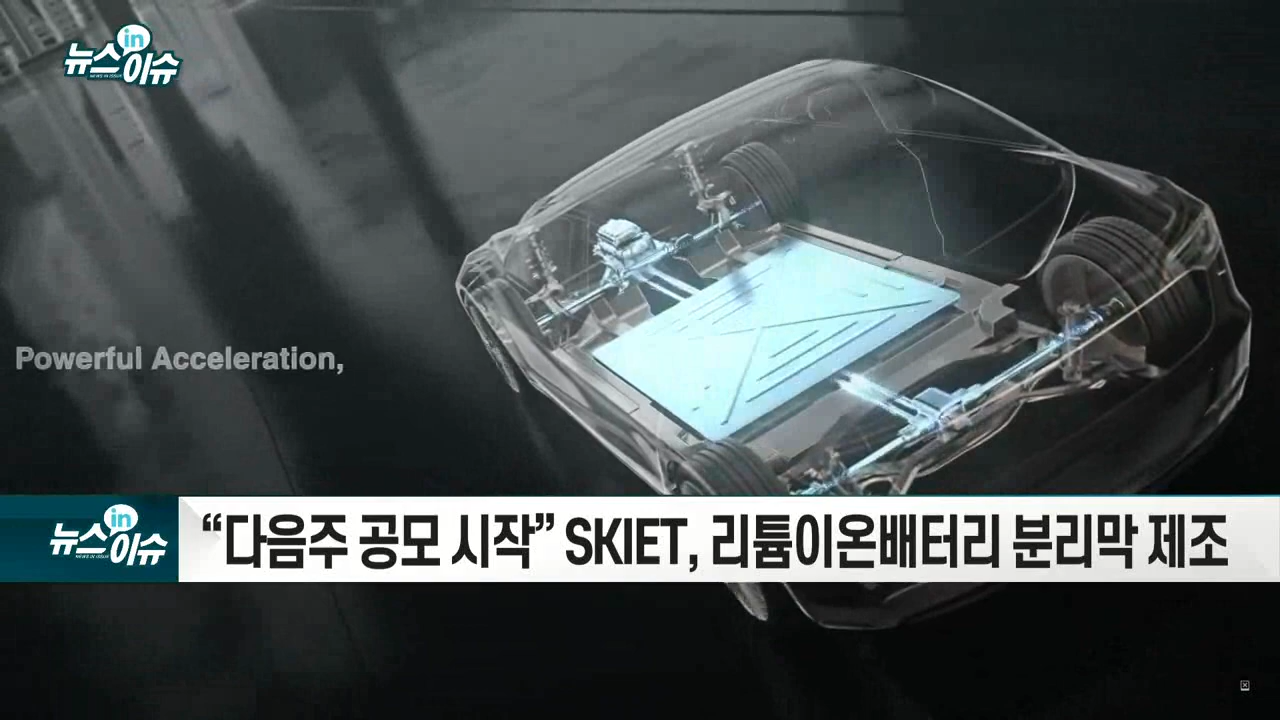 뉴스in이슈
Powerful Acceleration,
뉴스in이슈
“다음주 공모 시작” SKIET, 리튬이온배터리 분리막 제조